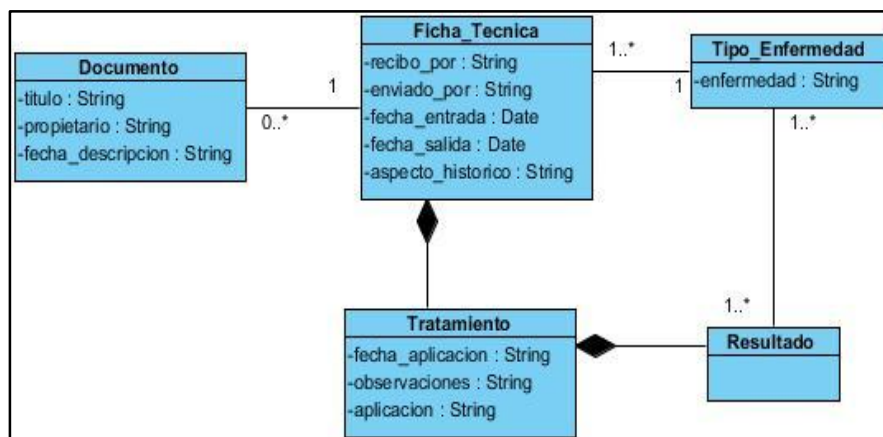 Documento
-titulo : String
-propietario : String
-fecha_descripcion : String
1
0..*
Ficha_Tecnica
-recibo_por : String
-enviado_por : String
-fecha_entrada : Date
-fecha_salida : Date
-aspecto_historico : String
1..*
1
Tipo_Enfermedad
-enfermedad : String
1..*
1..*
Tratamiento
-fecha_aplicacion : String
-observaciones : String
-aplicacion : String
Resultado